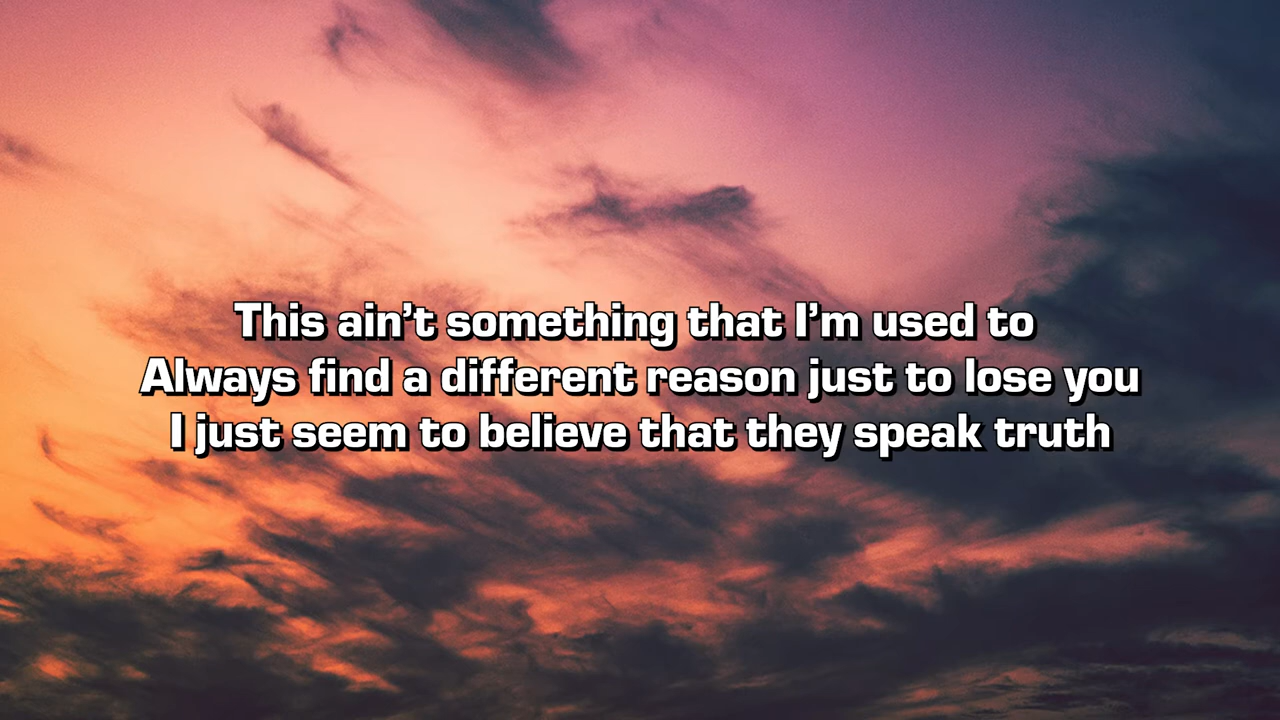 This ain’t something that I’m used to
Always find a different reason just to lose you
I just seem to believe that they speak truth